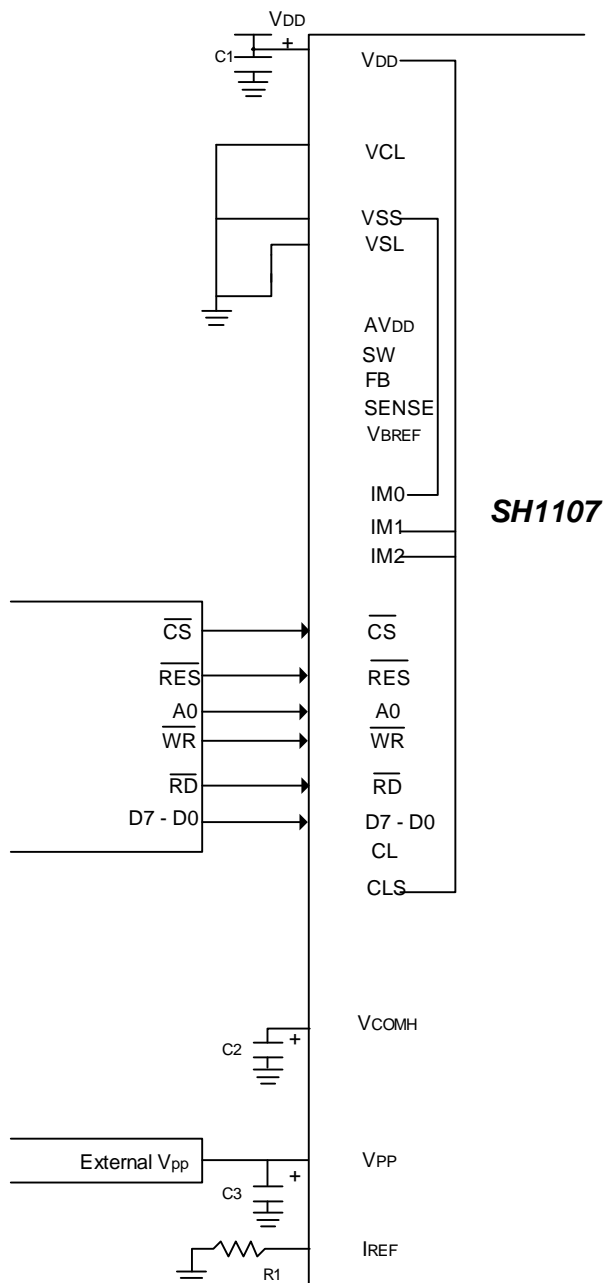 VDD
C1
+
VDD
VCL
VSS
VSL
AVDD
SW
FB
SENSE
VBREF
IM0
SH1107
IM1
IM2
CS CS
RES RES
A0 A0
WR WR
RD RD
D7 - D0 D7 - D0
CL
CLS
VCOMH
C2 +
External Vpp VPP
C3 +
IREF
R1